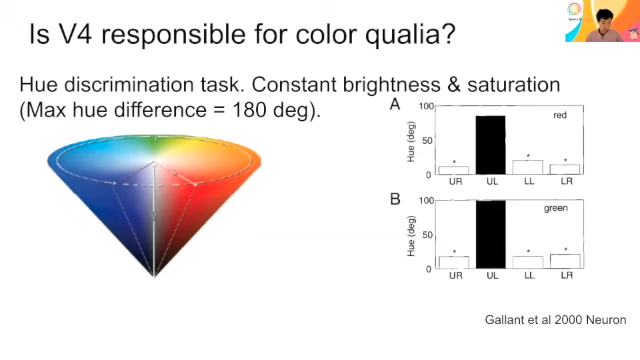 Is V4 responsible for color qualia?
Hue discrimination task. Constant brightness & saturation
(Max hue difference = 180 deg).
A
100
50
0
Hue (deg)
red
UR UL LL LR
B
100
50
0
Hue (deg)
green
UR UL LL LR
Gallant et al 2000 Neuron